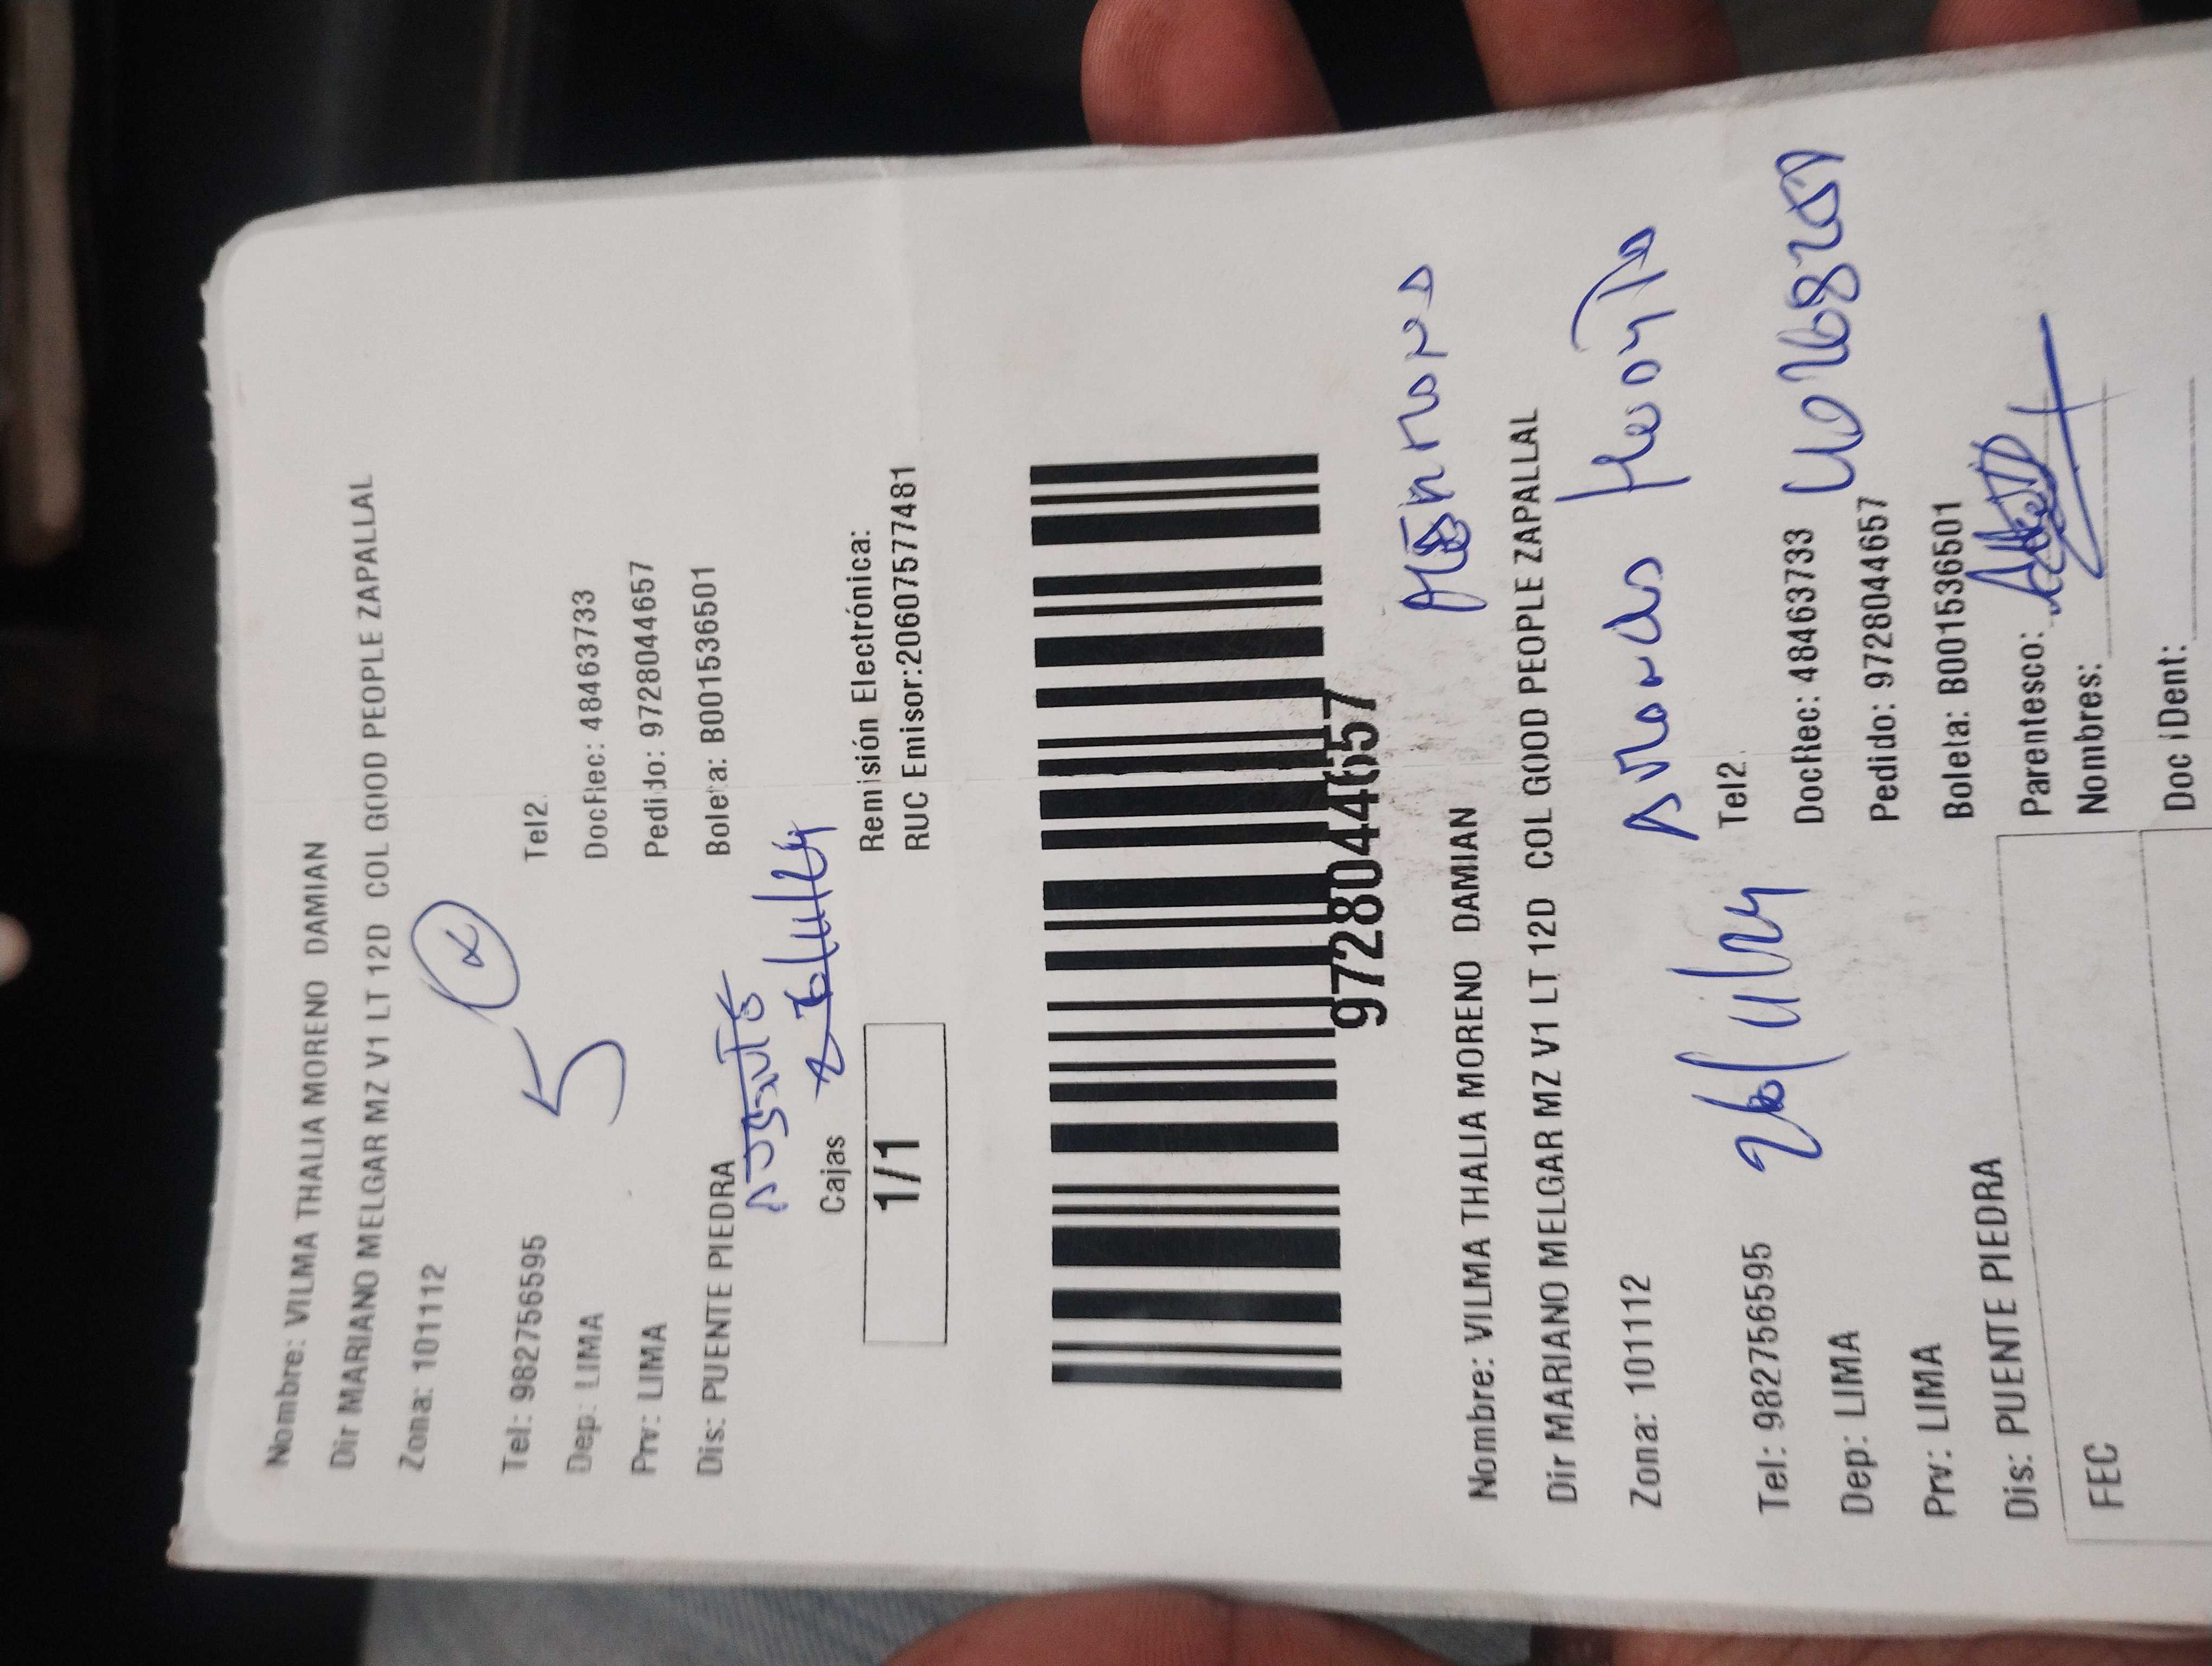 Nombre: VILMA THALIA MORENO DAMIAN
Dir MARIANO MELGAR MZ V1 LT 12D COL GOOD PEOPLE ZAPALLAL
Zona: 101112
5
Tel: 982756595 Tel2.
Dep: LIMA DocRec: 48463733
Prv: LIMA Pedido: 9728044657
Dis: PUENTE PIEDRA Boleta: B001536501
Cajas
1/1
Remisión Electrónica:
RUC Emisor:20607577481
9728044657
Nombre: VILMA THALIA MORENO DAMIAN
Dir MARIANO MELGAR MZ V1 LT 12D COL GOOD PEOPLE ZAPALLAL
Zona: 101112
Tel: 982756595 Tel2.
Dep: LIMA DocRec: 48463733
Prv: LIMA Pedido: 9728044657
Dis: PUENTE PIEDRA Boleta: B001536501
Parentesco:
FEC Nombres:
Doc iDent: